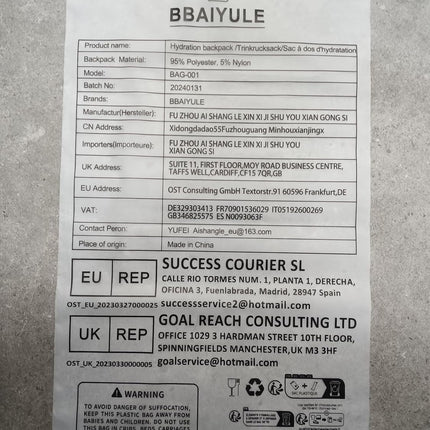 BBAIYULE
Product name: Hydration backpack /Trinkrucksack/Sac à dos d'hydratation
Backpack Material: 95% Polyester, 5% Nylon
Model: BAG-001
Batch No: 20240131
Brands: BBAIYULE
Manufactur(Hersteller): FU ZHOU AI SHANG LE XIN XI JI SHU YOU XIAN GONG SI
CN Address: Xidongdadao55Fuzhouguang Minhouxianjingx
Importers(importeure): FU ZHOU AI SHANG LE XIN XI JI SHU YOU
XIAN GONG SI
UK Address: SUITE 11, FIRST FLOOR,MOY ROAD BUSINESS CENTRE,
TAFFS WELL,CARDIFF,CF15 7QR,GB
EU Address: OST Consulting GmbH Textorstr.91 60596 Frankfurt,DE
VAT: DE329303413 FR70901536029 IT05192600269
GB346825575 ES N0093063F
Contact Peron: YUFEI Aishangle_eu@163.com
Place of origin: Made in China
EU REP
SUCCESS COURIER SL
CALLE RIO TORMES NUM. 1, PLANTA 1, DERECHA,
OFICINA 3, Fuenlabrada, Madrid, 28947 Spain
OST_EU_2023032700025 successservice2@hotmail.com
UK REP
GOAL REACH CONSULTING LTD
OFFICE 1029 3 HARDMAN STREET 10TH FLOOR,
SPINNINGFIELDS MANCHESTER,UK M3 3HF
OST_UK_20230330000005 goalservice@hotmail.com
WARNING
TO AVOID DANGER OF SUFFOCATION
KEEP THIS PLASTIC BAG AWAY FROM
BABIES AND CHILDREN. DO NOT USE
THIS BAG IN CRIBS, BEDS, CARRIAGES